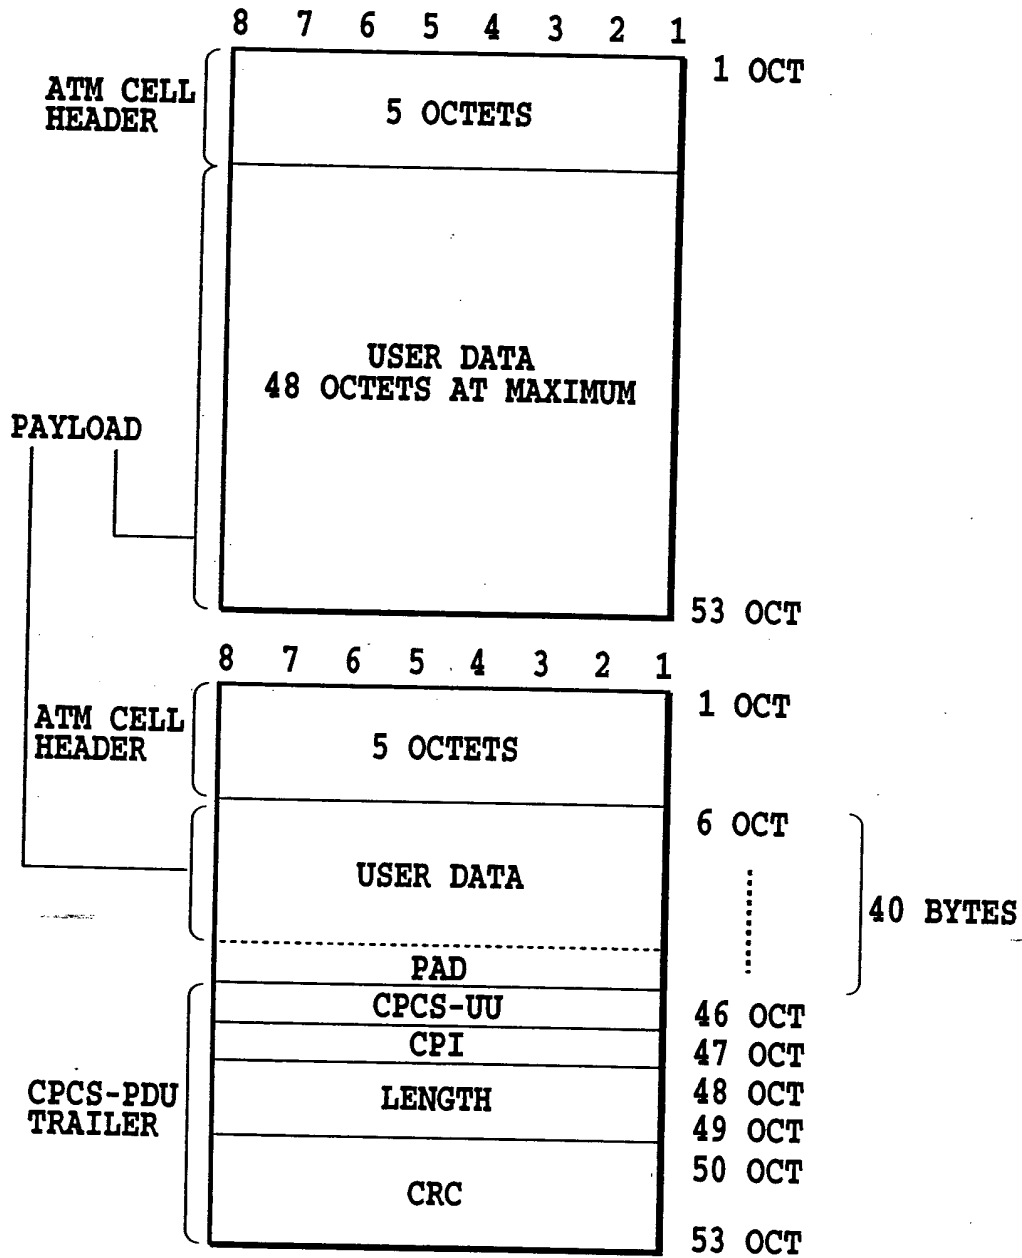 8 7 6 5 4 3 2 1
1 OCT
ATM CELL
HEADER
5 OCTETS
USER DATA
48 OCTETS AT MAXIMUM
PAYLOAD
53 OCT
8 7 6 5 4 3 2 1
1 OCT
ATM CELL
HEADER
5 OCTETS
6 OCT
USER DATA
40 BYTES
PAD
CPCS-UU
46 OCT
CPI
47 OCT
CPCS-PDU
TRAILER
LENGTH
48 OCT
49 OCT
50 OCT
CRC
53 OCT